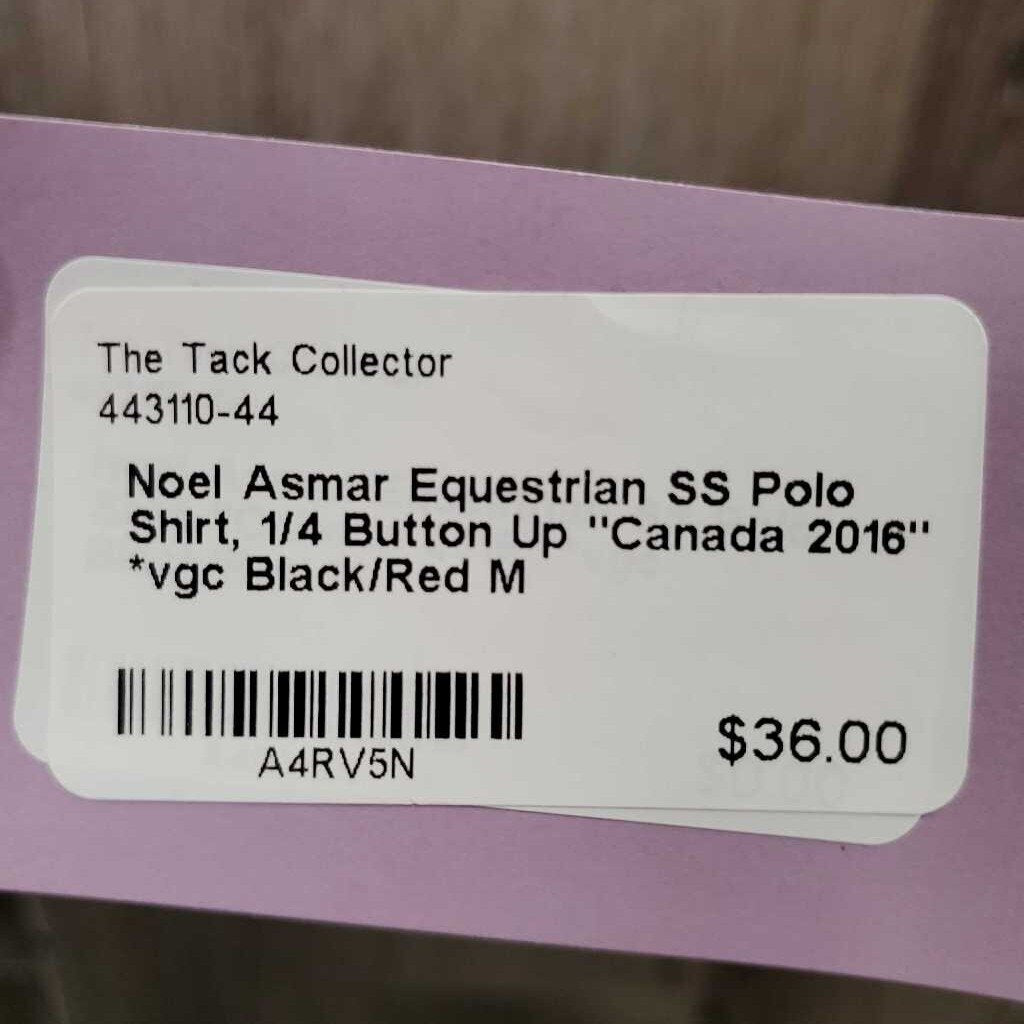 The Tack Collector
443110-44
Noel Asmar Equestrian SS Polo
Shirt, 1/4 Button Up "Canada 2016"
*vgc Black/Red M
A4RV5N
$36.00